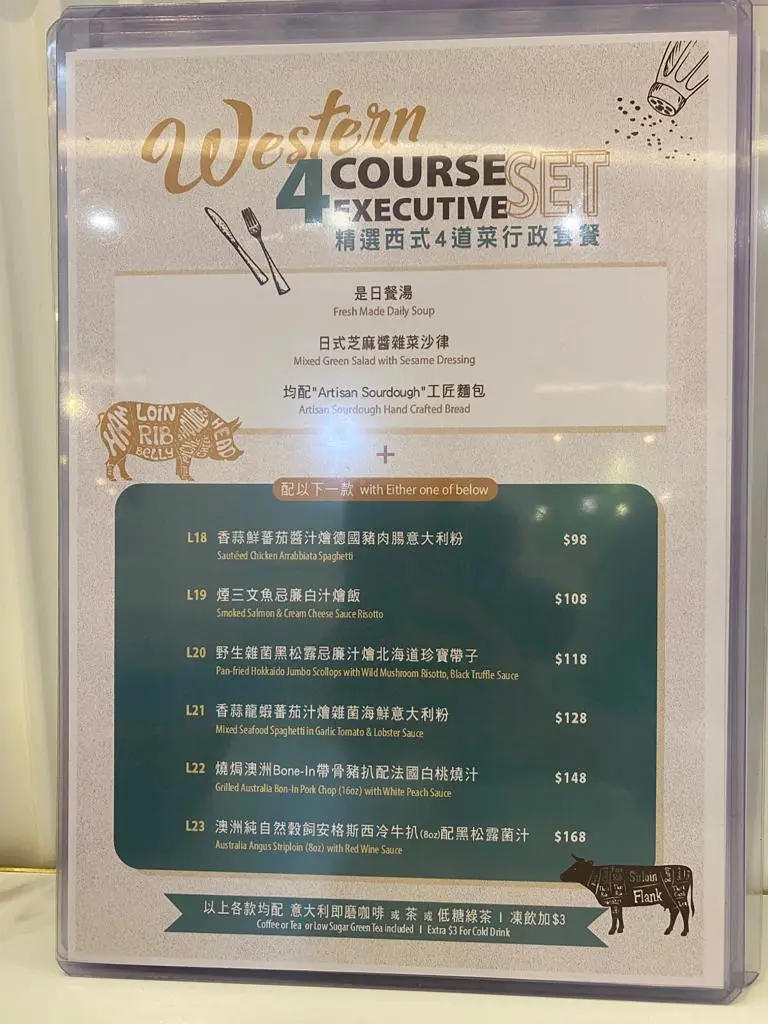 Western
4 COURSE SET
EXECUTIVE
精選西式4道菜行政套餐
是日餐湯
Fresh Made Daily Soup
日式芝麻醬雜菜沙律
Mixed Green Salad with Sesame Dressing
均配"Artisan Sourdough"工匠麵包
Artisan Sourdough Hand Crafted Bread
HAM
LOIN
RIB
BELLY
HEAD
+
配以下一款 with Either one of below
L18 香蒜鮮蕃茄醬汁燴德國豬肉腸意大利粉 $98
Sautéed Chicken Arrabbiata Spaghetti
L19 煙三文魚忌廉白汁燴飯 $108
Smoked Salmon & Cream Cheese Sauce Risotto
L20 野生雜菌黑松露忌廉汁燴北海道珍寶帶子 $118
Pan-fried Hokkaido Jumbo Scollops with Wild Mushroom Risotto, Black Truffle Sauce
L21 香蒜龍蝦蕃茄汁燴雜菌海鮮意大利粉 $128
Mixed Seafood Spaghetti in Garlic Tomato & Lobster Sauce
L22 燒焗澳洲Bone-In帶骨豬扒配法國白桃燒汁 $148
Grilled Australia Bon-In Pork Chop (16oz) with White Peach Sauce
L23 澳洲純自然穀飼安格斯西冷牛扒(8oz)配黑松露菌汁 $168
Australia Angus Striploin (8oz) with Red Wine Sauce
Sirloin
Flank
以上各款均配 意大利即磨咖啡 或 茶 或 低糖綠茶 | 凍飲加$3
Coffee or Tea or Low Sugar Green Tea included | Extra $3 For Cold Drink